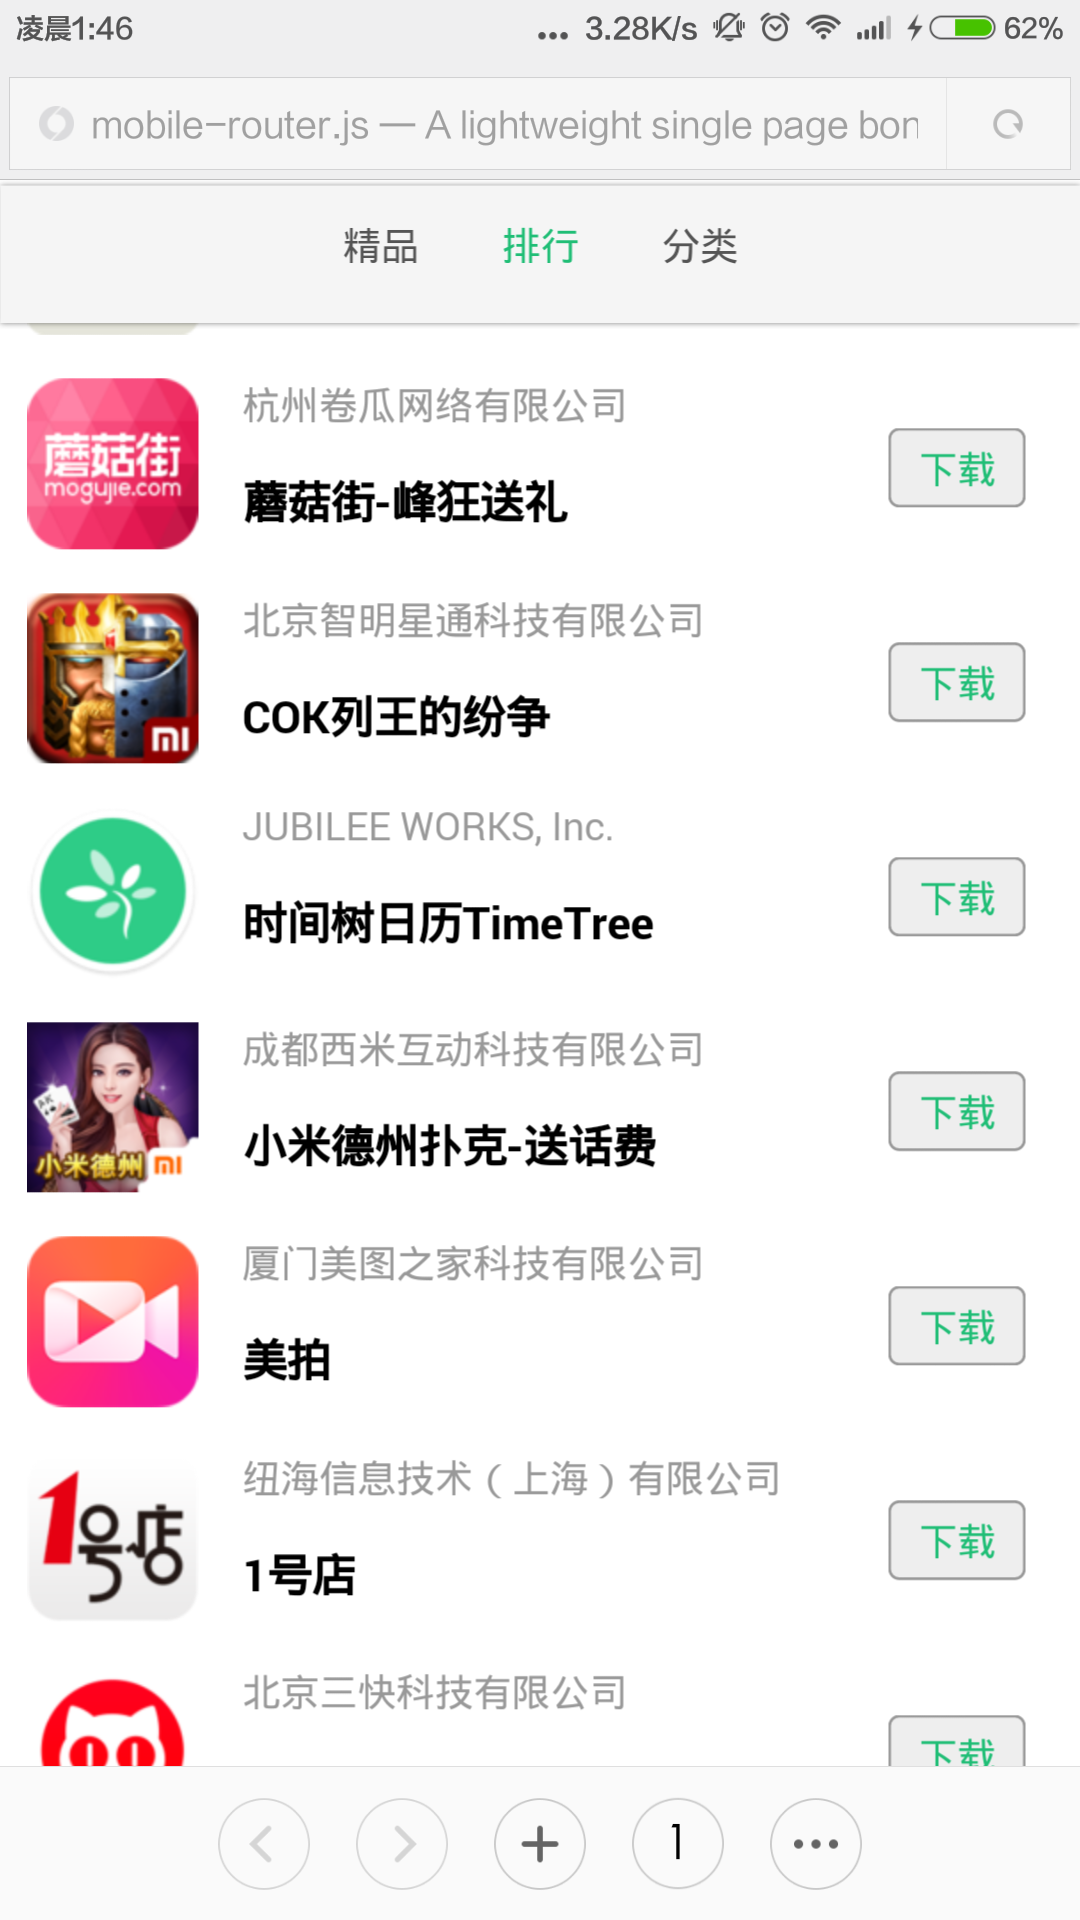 凌晨1:46
... 3.28K/s 62%
mobile-router.js — A lightweight single page bon
精品 排行 分类
杭州卷瓜网络有限公司
蘑菇街
mogujie.com
蘑菇街-峰狂送礼
下载
北京智明星通科技有限公司
COK列王的纷争
下载
JUBILEE WORKS, Inc.
时间树日历TimeTree
下载
成都西米互动科技有限公司
小米德州
小米德州扑克-送话费
下载
厦门美图之家科技有限公司
美拍
下载
纽海信息技术（上海）有限公司
1号店
1号店
下载
北京三快科技有限公司
下载
1